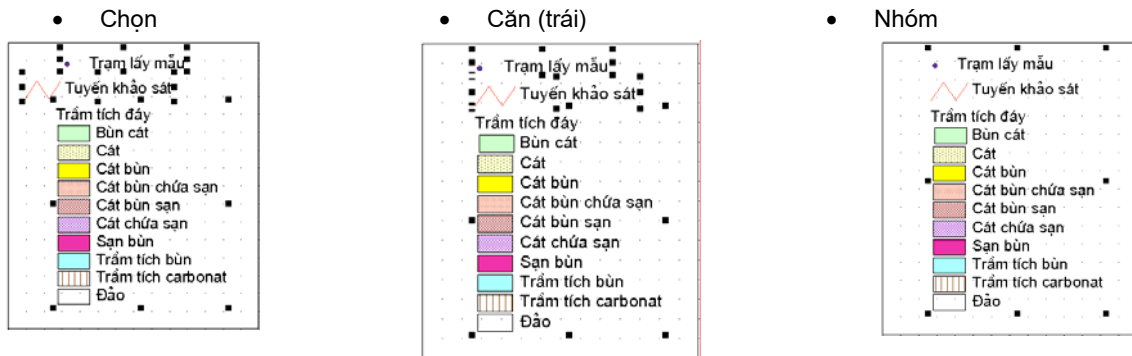 • Chọn
• Căn (trái)
• Nhóm
Trạm lấy mẫu
Tuyến khảo sát
Trầm tích đáy
Bùn cát
Cát
Cát bùn
Cát bùn chứa sạn
Cát bùn sạn
Cát chứa sạn
Sạn bùn
Trầm tích bùn
Trầm tích carbonat
Đảo
Trạm lấy mẫu
Tuyến khảo sát
Trầm tích đáy
Bùn cát
Cát
Cát bùn
Cát bùn chứa sạn
Cát bùn sạn
Cát chứa sạn
Sạn bùn
Trầm tích bùn
Trầm tích carbonat
Đảo
Trạm lấy mẫu
Tuyến khảo sát
Trầm tích đáy
Bùn cát
Cát
Cát bùn
Cát bùn chứa sạn
Cát bùn sạn
Cát chứa sạn
Sạn bùn
Trầm tích bùn
Trầm tích carbonat
Đảo